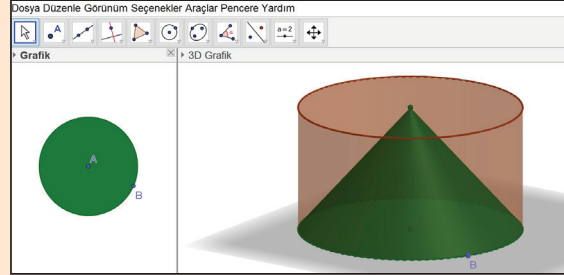 Dosya Düzenle Görünüm Seçenekler Araçlar Pencere Yardım
A
a=2
Grafik
3D Grafik
A
B
B